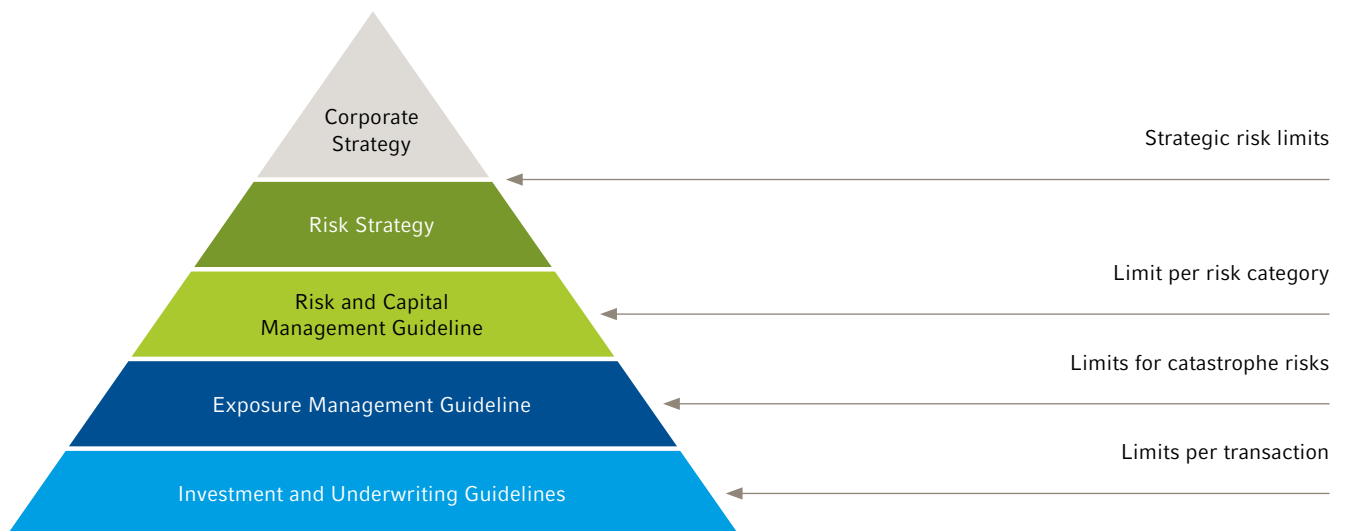 Corporate
Strategy
Strategic risk limits
Risk Strategy
Limit per risk category
Risk and Capital
Management Guideline
Limits for catastrophe risks
Exposure Management Guideline
Limits per transaction
Investment and Underwriting Guidelines